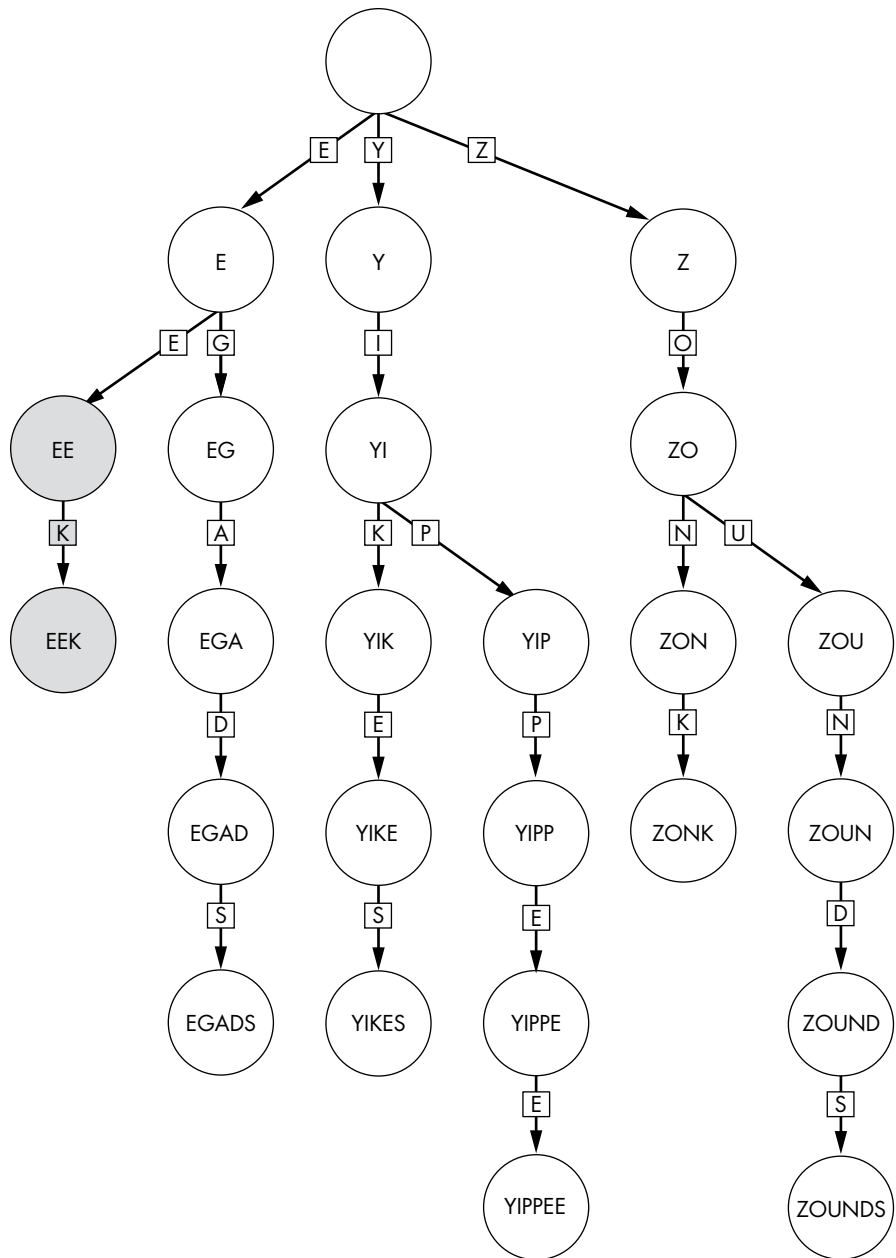 E Y Z
E Y Z
E G I O
EE EG YI ZO
K A K P N U
EEK EGA YIK YIP ZON ZOU
D E P K N
EGAD YIKE YIPP ZONK ZOUN
S S E D
EGADS YIKES YIPPE ZOUND
E S
YIPPEE ZOUNDS